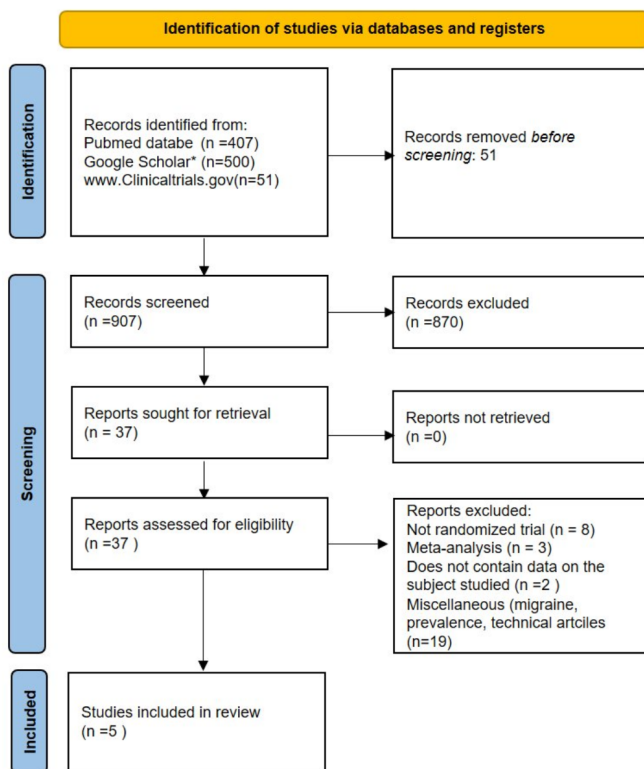 Identification of studies via databases and registers
Identification
Records identified from:
Pubmed databe (n =407)
Google Scholar* (n=500)
www.Clinicaltrials.gov(n=51)
Records removed before
screening: 51
Screening
Records screened
(n =907)
Records excluded
(n =870)
Reports sought for retrieval
(n = 37)
Reports not retrieved
(n =0)
Reports assessed for eligibility
(n =37 )
Reports excluded:
Not randomized trial (n = 8)
Meta-analysis (n = 3)
Does not contain data on the
subject studied (n =2 )
Miscellaneous (migraine,
prevalence, technical artciles
(n=19)
Included
Studies included in review
(n =5 )